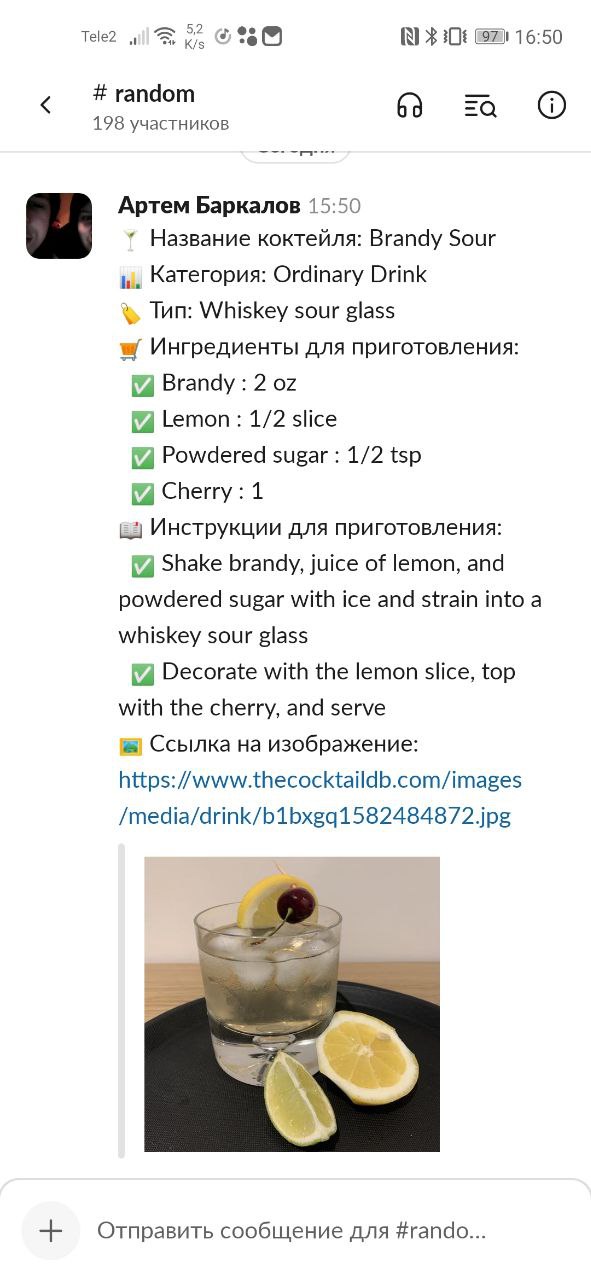 Tele2 5,2 K/s 97 16:50
# random
198 участников
Сегодня
Артем Баркалов 15:50
Название коктейля: Brandy Sour
Категория: Ordinary Drink
Тип: Whiskey sour glass
Ингредиенты для приготовления:
Brandy : 2 oz
Lemon : 1/2 slice
Powdered sugar : 1/2 tsp
Cherry : 1
Инструкции для приготовления:
Shake brandy, juice of lemon, and
powdered sugar with ice and strain into a
whiskey sour glass
Decorate with the lemon slice, top
with the cherry, and serve
Ссылка на изображение:
https://www.thecocktaildb.com/images
/media/drink/b1bxgq1582484872.jpg
Отправить сообщение для #rando...